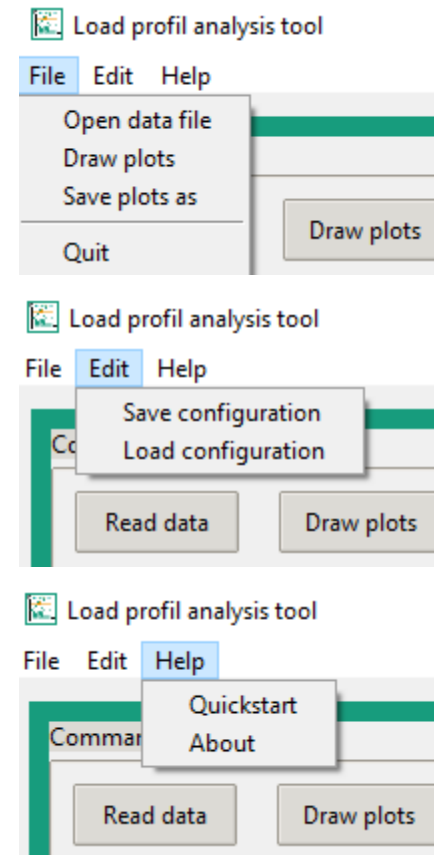 Load profil analysis tool
File Edit Help
Open data file
Draw plots
Save plots as
Draw plots
Quit
Load profil analysis tool
File Edit Help
Save configuration
Load configuration
Read data Draw plots
Load profil analysis tool
File Edit Help
Quickstart
About
Read data Draw plots